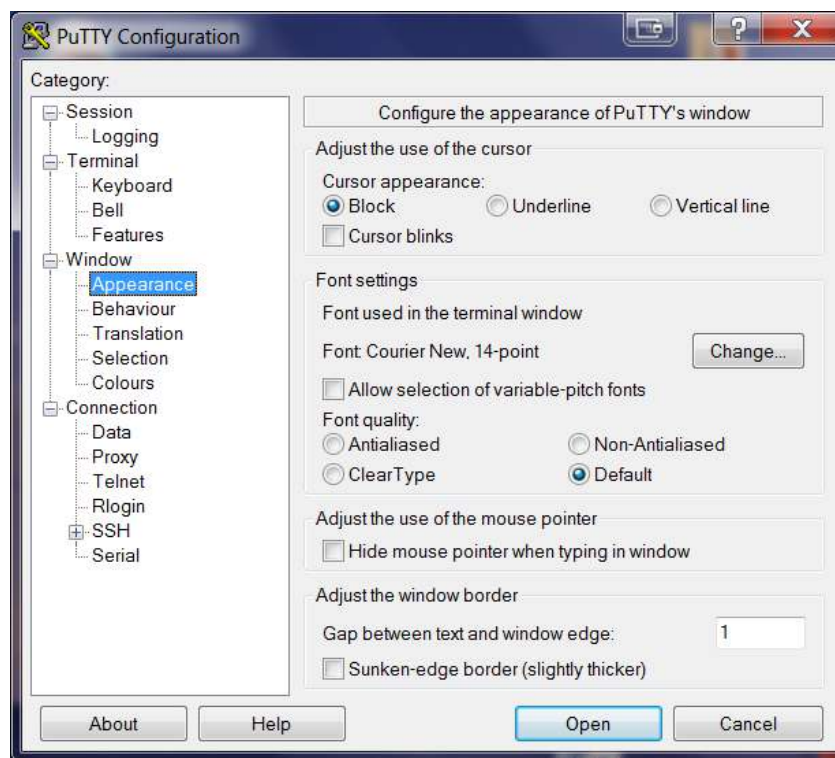 PuTTY Configuration
?
X
Category:
Session
Logging
Terminal
Keyboard
Bell
Features
Window
Appearance
Behaviour
Translation
Selection
Colours
Connection
Data
Proxy
Telnet
Rlogin
SSH
Serial
Configure the appearance of PuTTY's window
Adjust the use of the cursor
Cursor appearance:
Block Underline Vertical line
Cursor blinks
Font settings
Font used in the terminal window
Font: Courier New, 14-point Change...
Allow selection of variable-pitch fonts
Font quality:
Antialiased Non-Antialiased
ClearType Default
Adjust the use of the mouse pointer
Hide mouse pointer when typing in window
Adjust the window border
Gap between text and window edge: 1
Sunken-edge border (slightly thicker)
About Help Open Cancel